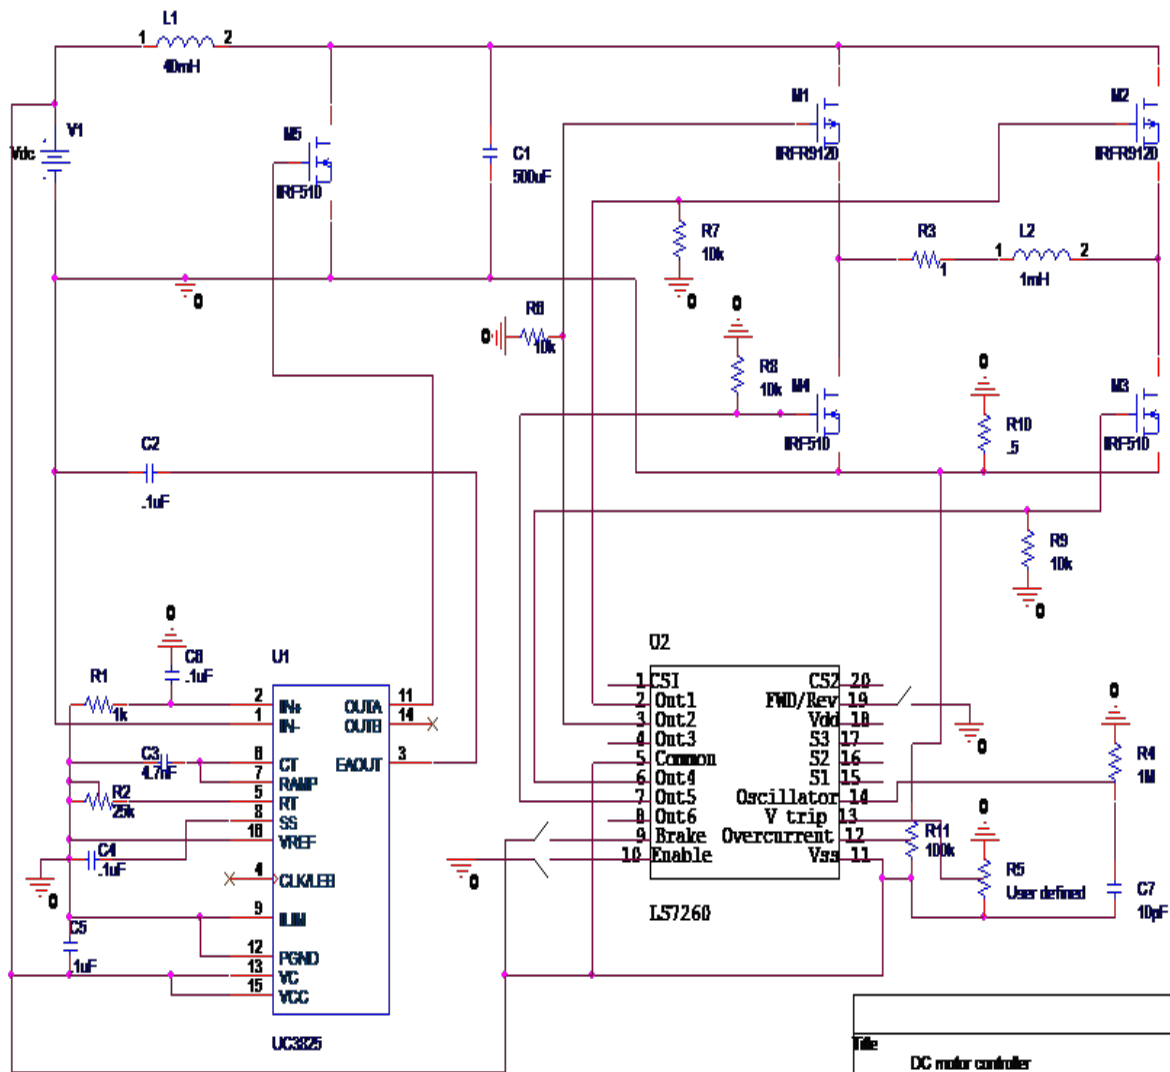 L1
1 2
40mH
V1
Vdc
M5
IRF510
C1
500uF
M1
IRFR9120
M2
IRFR9120
R7
10k
0
R3
1
L2
1 2
1mH
0
R6
0
10k
0
R8
10k
M4
IRF510
0
R10
.5
M3
IRF510
C2
.1uF
R9
10k
0
0
C6
.1uF
R1
1k
U1
2 IN+
1 IN-
6 CT
7 RAMP
5 RT
8 SS
16 VREF
4 CLK/LEB
9 ILIM
12 PGND
13 VC
15 VCC
OUTA 11
OUTB 14
EAOUT 3
UC3825
C3
4.7nF
R2
25k
C4
.1uF
0
C5
.1uF
U2
1 CS1
2 Out1
3 Out2
4 Out3
5 Common
6 Out4
7 Out5
8 Out6
9 Brake
10 Enable
CS2 20
FWD/Rev 19
Vdd 18
S3 17
S2 16
S1 15
Oscillator 14
V trip 13
Overcurrent 12
Vss 11
LS7260
0
0
0
R4
1M
R11
100k
0
R5
User defined
C7
10pF
Title
DC motor controller